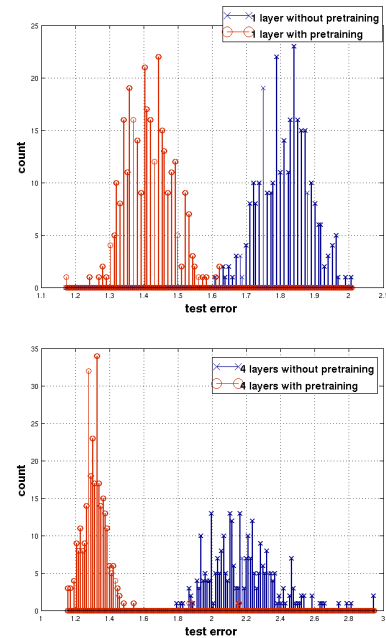 1 layer without pretraining
1 layer with pretraining
25
20
15
10
5
0
count
1.1 1.2 1.3 1.4 1.5 1.6 1.7 1.8 1.9 2 2.1
test error
4 layers without pretraining
4 layers with pretraining
35
30
25
20
15
10
5
0
count
1 1.2 1.4 1.6 1.8 2 2.2 2.4 2.6 2.8 3
test error